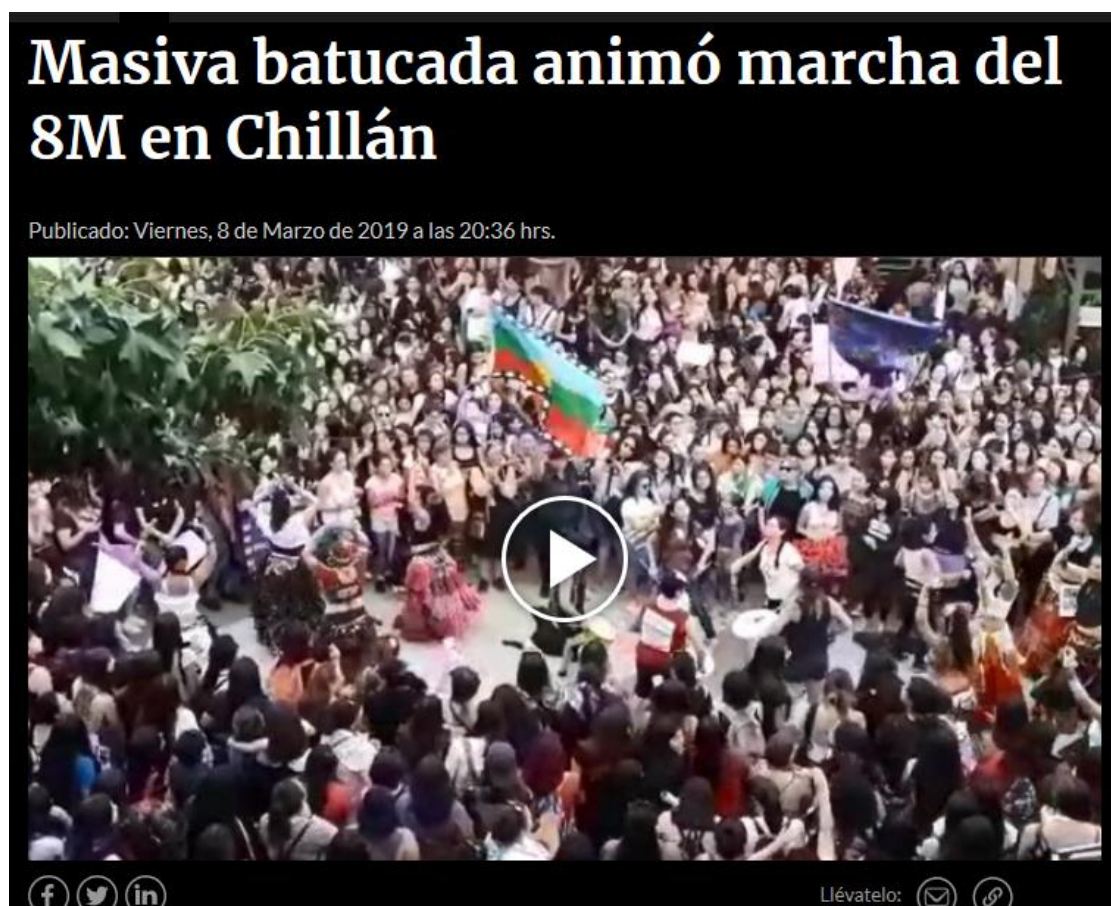 Masiva batucada animó marcha del
8M en Chillán
Publicado: Viernes, 8 de Marzo de 2019 a las 20:36 hrs.
Llévatelo: